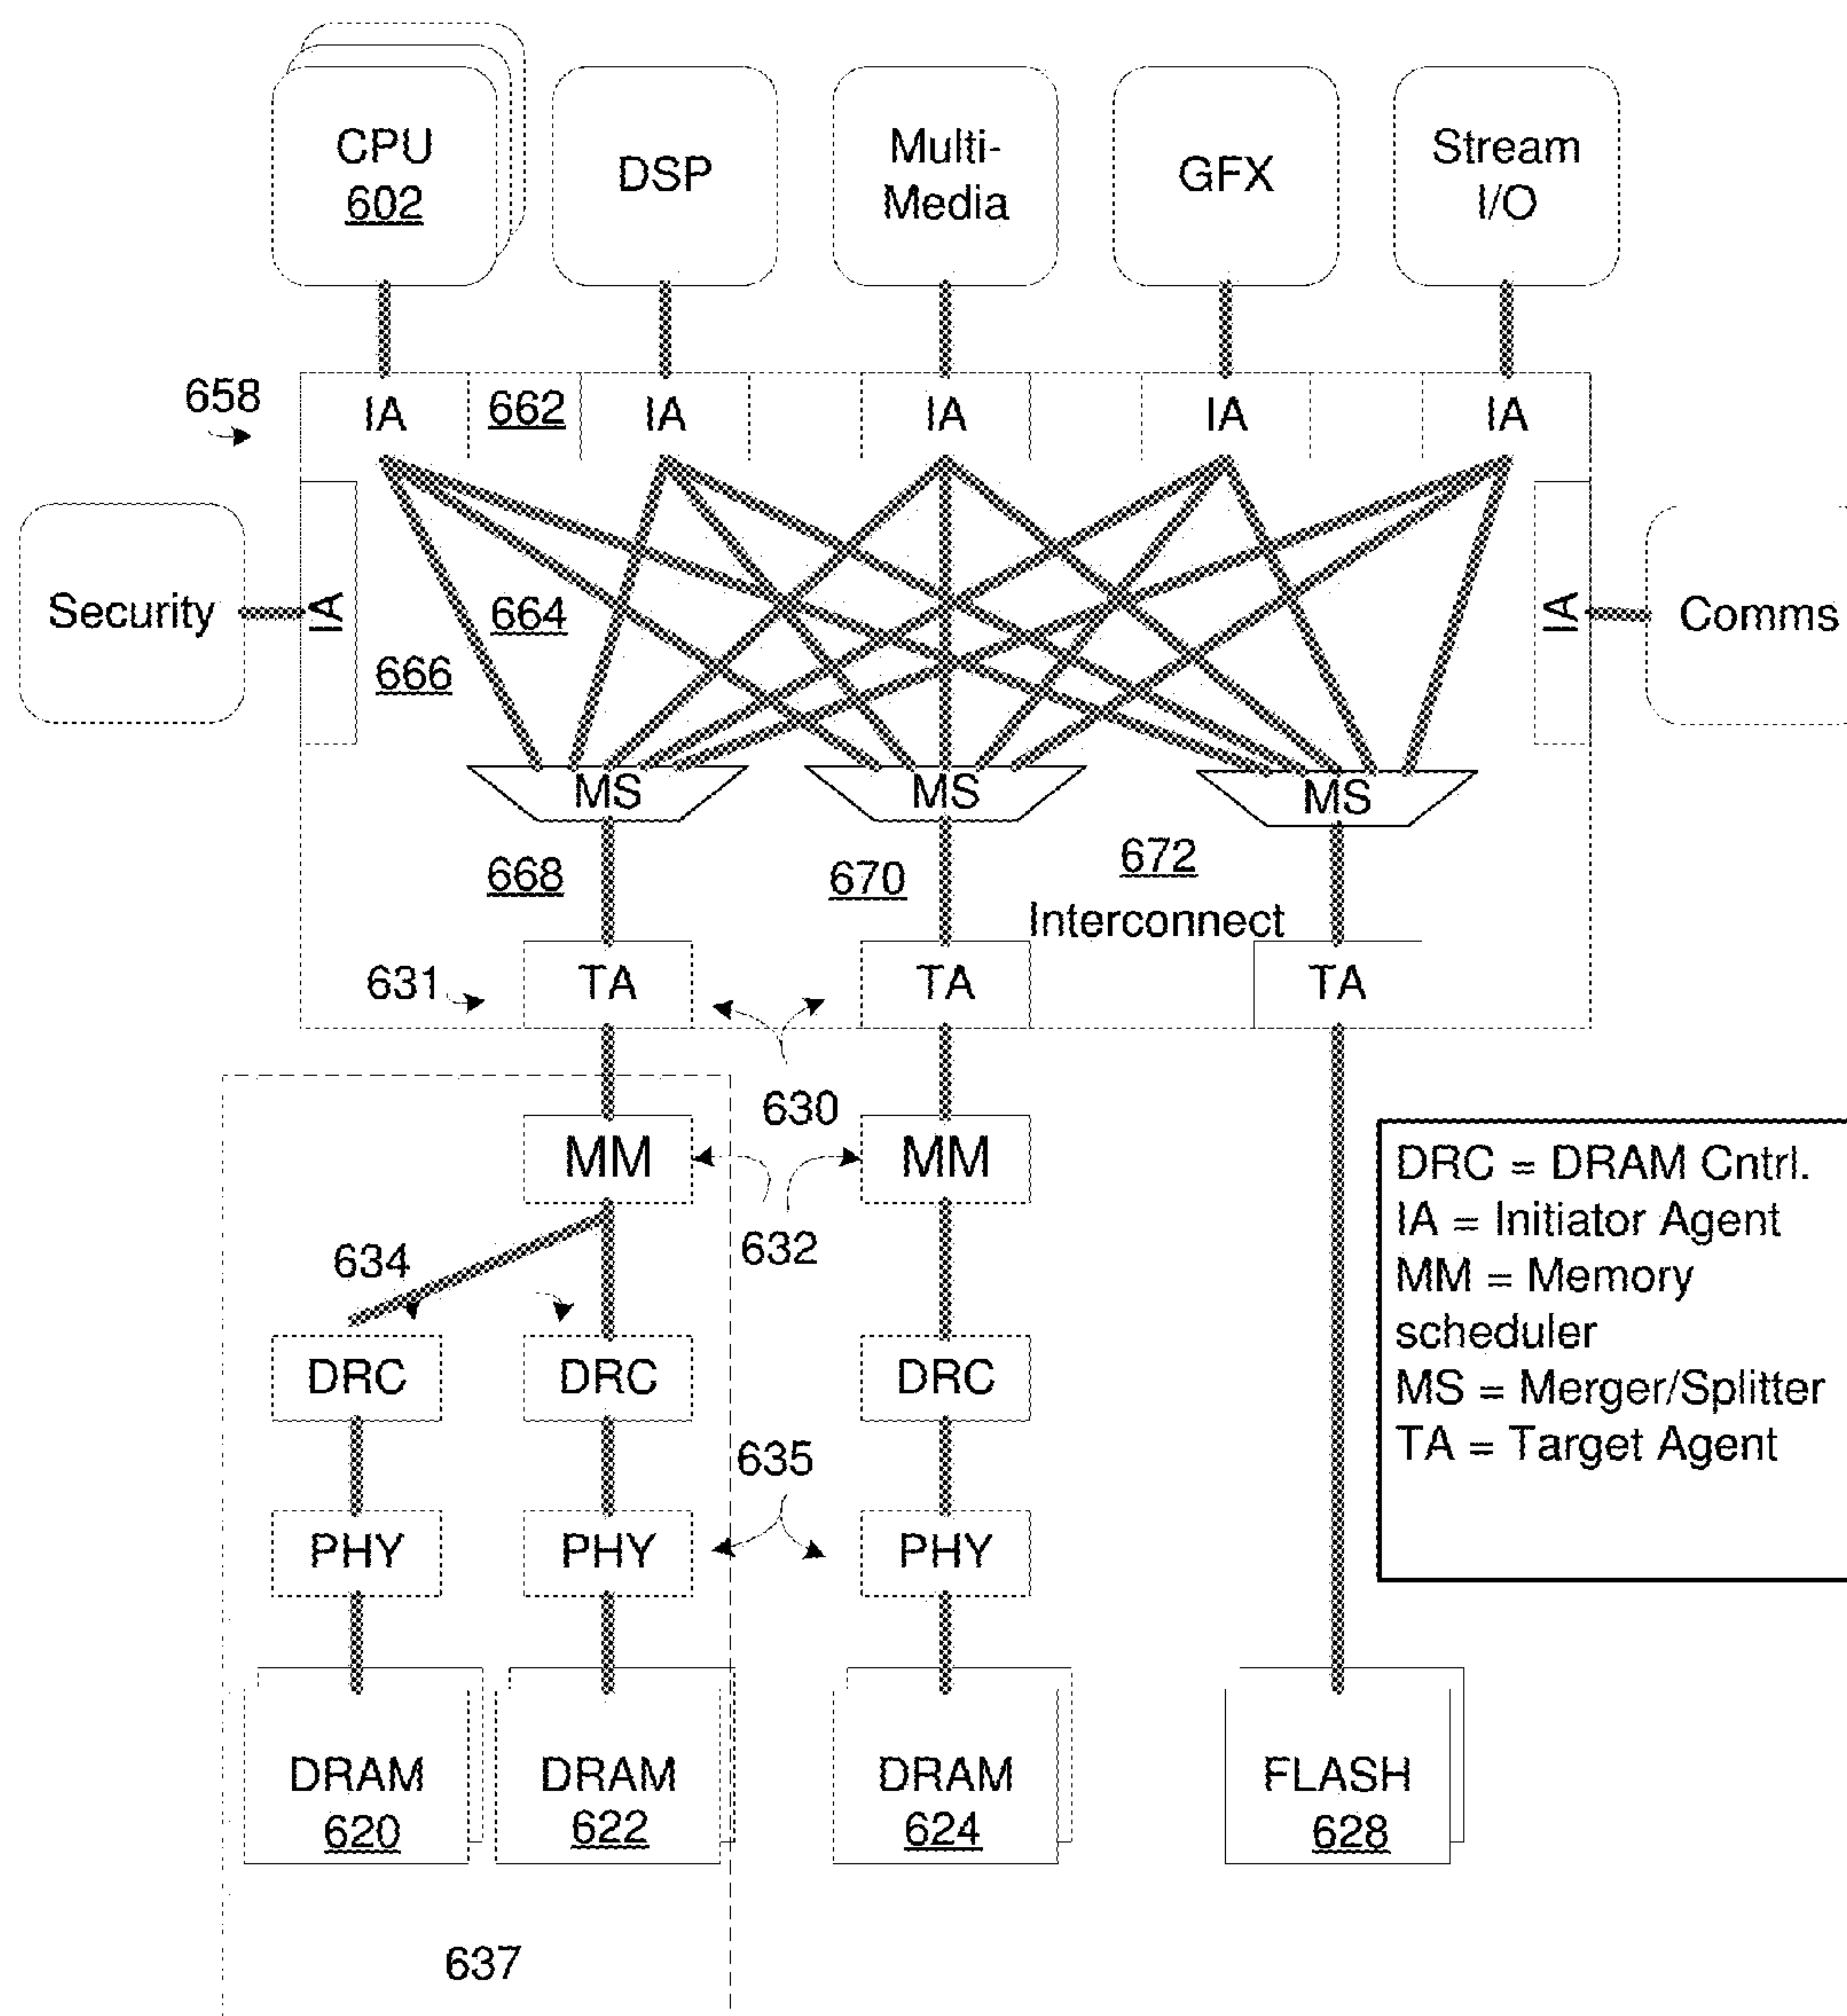 CPU
602
DSP
Multi-
Media
GFX
Stream
I/O
658
IA
662
IA
IA
IA
IA
Security
IA
664
666
IA
Comms
MS
MS
MS
668
670
672
Interconnect
631
TA
TA
TA
630
MM
MM
632
634
DRC
DRC
DRC
635
PHY
PHY
PHY
DRAM
620
DRAM
622
DRAM
624
FLASH
628
637
DRC = DRAM Cntrl.
IA = Initiator Agent
MM = Memory
scheduler
MS = Merger/Splitter
TA = Target Agent